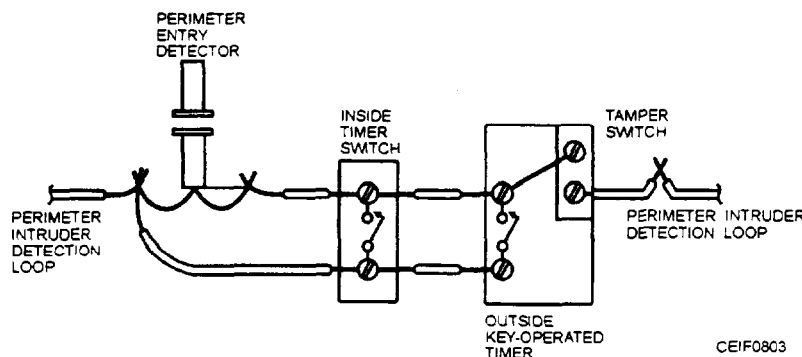 PERIMETER
ENTRY
DETECTOR
INSIDE
TIMER
SWITCH
TAMPER
SWITCH
PERIMETER
INTRUDER
DETECTION
LOOP
PERIMETER INTRUDER
DETECTION LOOP
OUTSIDE
KEY-OPERATED
TIMER
CEIF0803